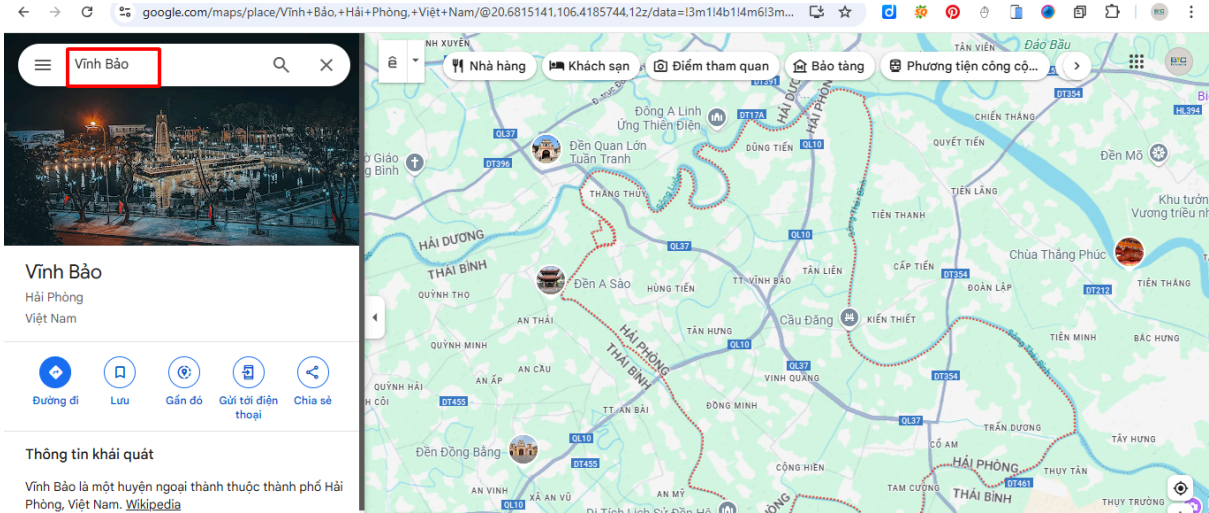 google.com/maps/place/Vĩnh+Bảo,+Hải+Phòng,+Việt+Nam/@20.6815141,106.4185744,12z/data=!3m1!4b1!4m6!3m...
Vĩnh Bảo
Nhà hàng
Khách sạn
Điểm tham quan
Bảo tàng
Phương tiện công cộ...
Vĩnh Bảo
Hải Phòng
Việt Nam
Đường đi
Lưu
Gần đó
Gửi tới điện
thoại
Chia sẻ
Thông tin khái quát
Vĩnh Bảo là một huyện ngoại thành thuộc thành phố Hải
Phòng, Việt Nam. Wikipedia
NH XUYÊN
TÂN VIÊN
Đảo Bầu
DT391
DT354
HL394
HẢI DƯƠNG
HẢI PHÒNG
Đông A Linh
Ứng Thiên Điện
DT17A
CHIẾN THẮNG
QL37
Đền Quan Lớn
Tuần Tranh
DŨNG TIẾN
QL10
QUYẾT TIẾN
Đền Mõ
DT396
THẮNG THỦY
TIÊN LÃNG
Khu tưởn
Vương triều nh
TIÊN THANH
HẢI DƯƠNG
THÁI BÌNH
QL37
QL10
Chùa Thắng Phúc
Đền A Sào
HÙNG TIẾN
TT. VĨNH BẢO
TÂN LIÊN
CẤP TIẾN
DT354
ĐOÀN LẬP
DT212
TIÊN THẮNG
QUỲNH THỌ
AN THÁI
Cầu Đăng
KIẾN THIẾT
TÂN HƯNG
QUỲNH MINH
HẢI PHÒNG
THÁI BÌNH
QL10
Sông Thái Bình
TIÊN MINH
BẮC HƯNG
AN CẦU
QL37
VINH QUANG
QUỲNH HẢI
AN ẤP
DT354
DT455
TT. AN BÀI
ĐỒNG MINH
QL37
TRẤN DƯƠNG
Đền Đồng Bằng
QL10
CỔ AM
TÂY HƯNG
DT455
CỘNG HIỀN
HẢI PHÒNG
THỤY TÂN
DT461
AN VINH
XÃ AN VŨ
AN MỸ
TAM CƯỜNG
THÁI BÌNH
THỤY TRƯỜNG
QL10